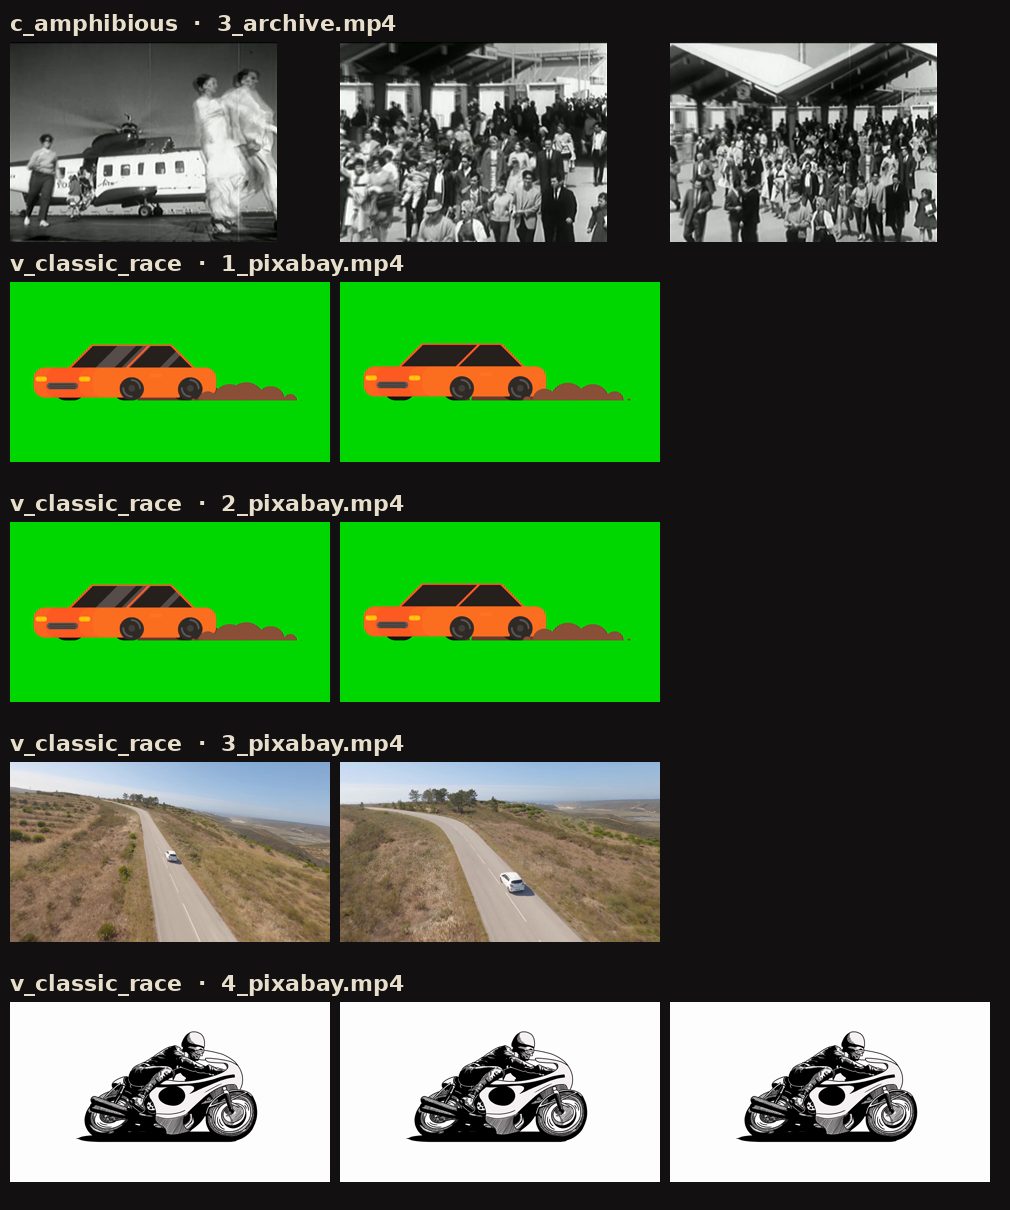 c_amphibious · 3_archive.mp4
v_classic_race · 1_pixabay.mp4
v_classic_race · 2_pixabay.mp4
v_classic_race · 3_pixabay.mp4
v_classic_race · 4_pixabay.mp4